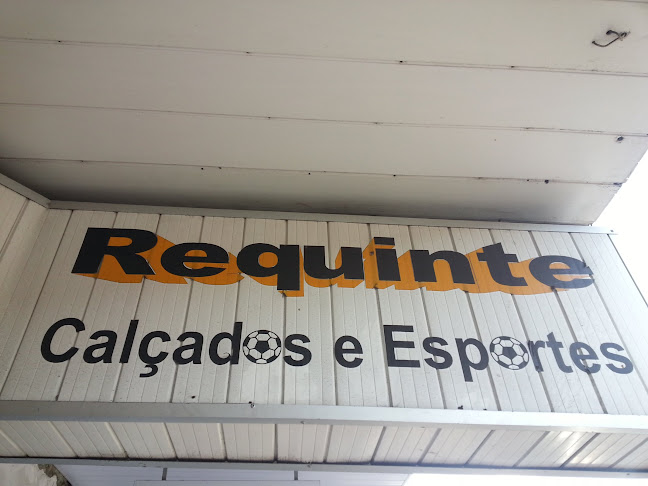 Requinte
Calçados e Esportes